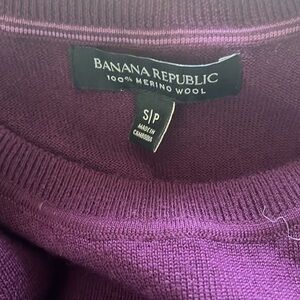 BANANA REPUBLIC
100% MERINO WOOL
S|P
MADE IN
CAMBODIA